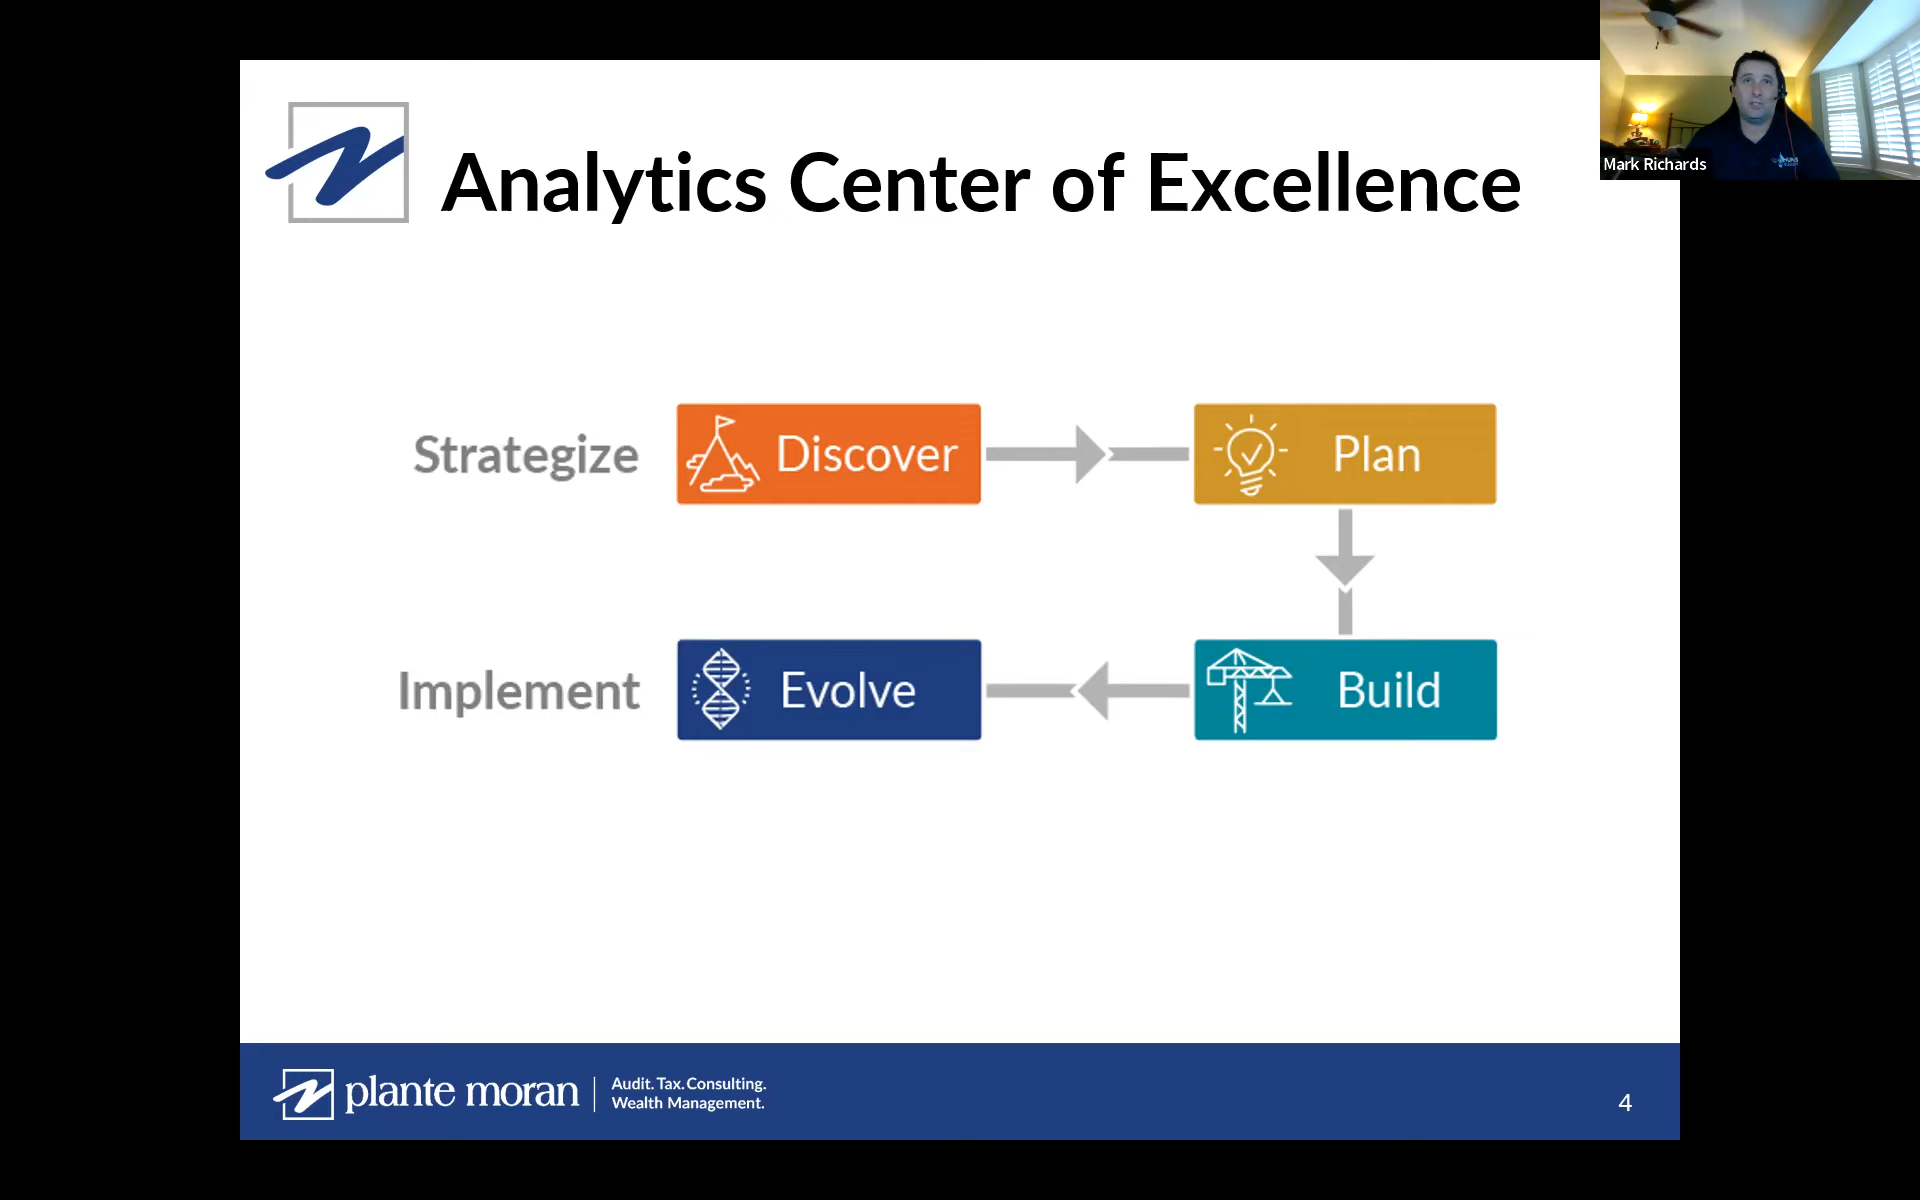 Analytics Center of Excellence
Mark Richards
Strategize
Discover
Plan
Implement
Evolve
Build
plante moran
Audit. Tax. Consulting.
Wealth Management.
4